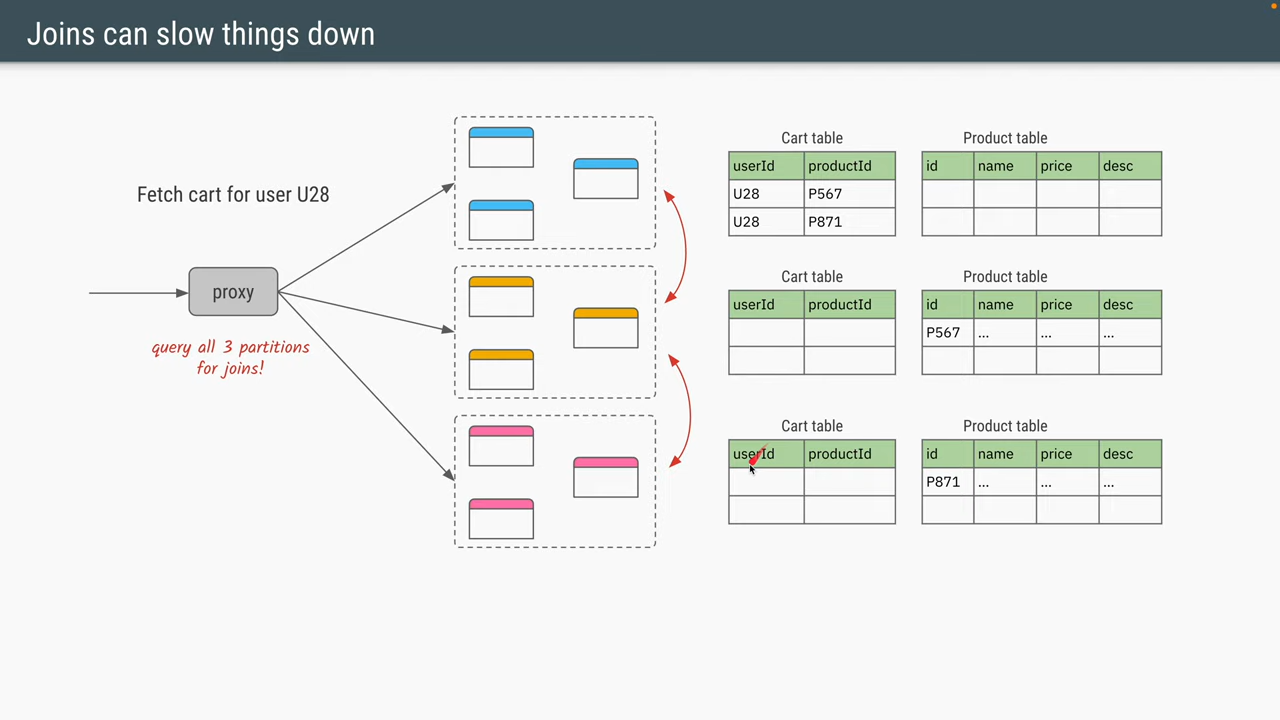 Joins can slow things down
Fetch cart for user U28
proxy
query all 3 partitions
for joins!
Cart table
userId productId
U28 P567
U28 P871
Product table
id name price desc
Cart table
userId productId
Product table
id name price desc
P567 ... ... ...
Cart table
userId productId
Product table
id name price desc
P871 ... ... ...